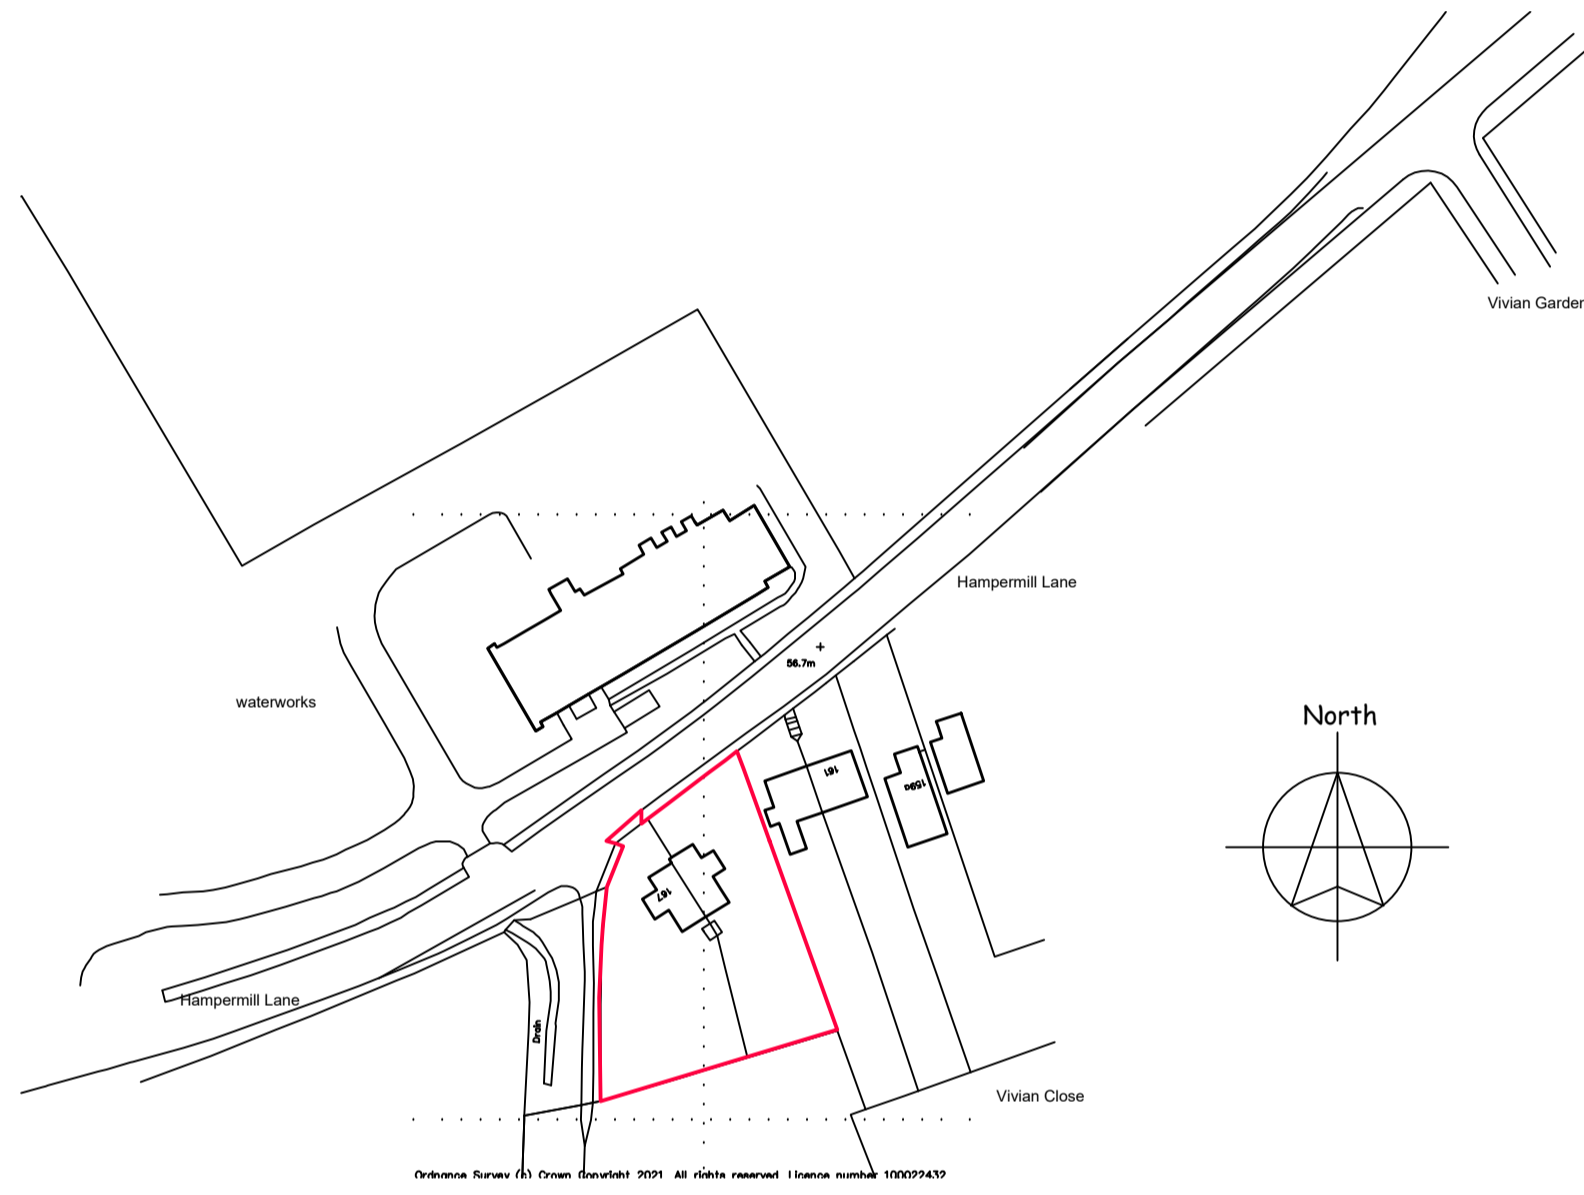 Vivian Garden
Hampermill Lane
56.7m
waterworks
North
161
159a
167
Hampermill Lane
Drain
Vivian Close
Ordnance Survey (c) Crown Copyright 2021. All rights reserved. Licence number 100022432